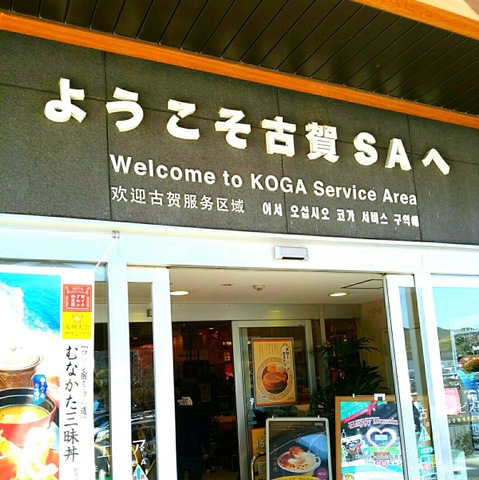 ようこそ古賀SAへ
Welcome to KOGA Service Area
欢迎古贺服务区域 어서 오십시오 코가 서비스 구역에
むなかた三昧丼